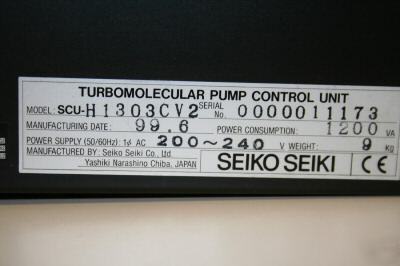 TURBOMOLECULAR PUMP CONTROL UNIT
MODEL: SCU-H1303CV2 SERIAL No. 0000011173
MANUFACTURING DATE: 99.6 POWER CONSUMPTION: 1200 VA
POWER SUPPLY (50/60Hz): 1ϕ AC 200~240 V WEIGHT: 9 Kg
MANUFACTURED BY: Seiko Seiki Co., Ltd.
Yashiki Narashino Chiba, JAPAN
SEIKO SEIKI CE